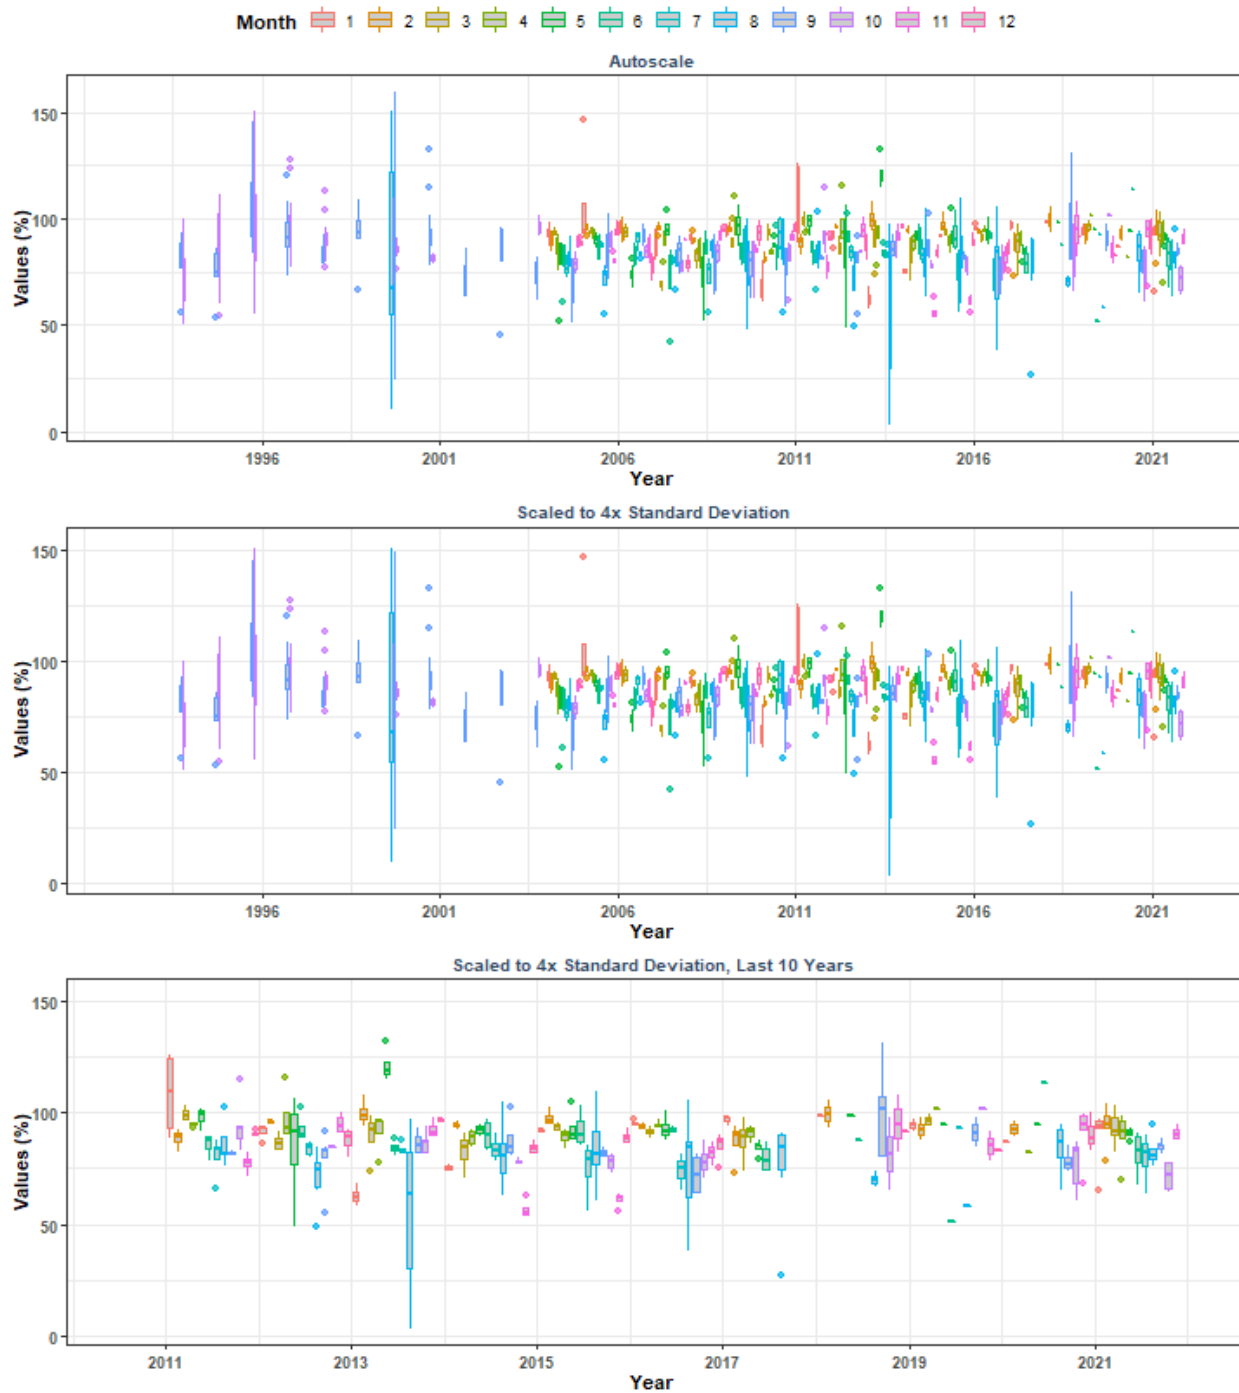 Month 1 2 3 4 5 6 7 8 9 10 11 12
Autoscale
Values (%)
150
100
50
0
1996 2001 2006 2011 2016 2021
Year
Scaled to 4x Standard Deviation
Values (%)
150
100
50
0
1996 2001 2006 2011 2016 2021
Year
Scaled to 4x Standard Deviation, Last 10 Years
Values (%)
150
100
50
0
2011 2013 2015 2017 2019 2021
Year